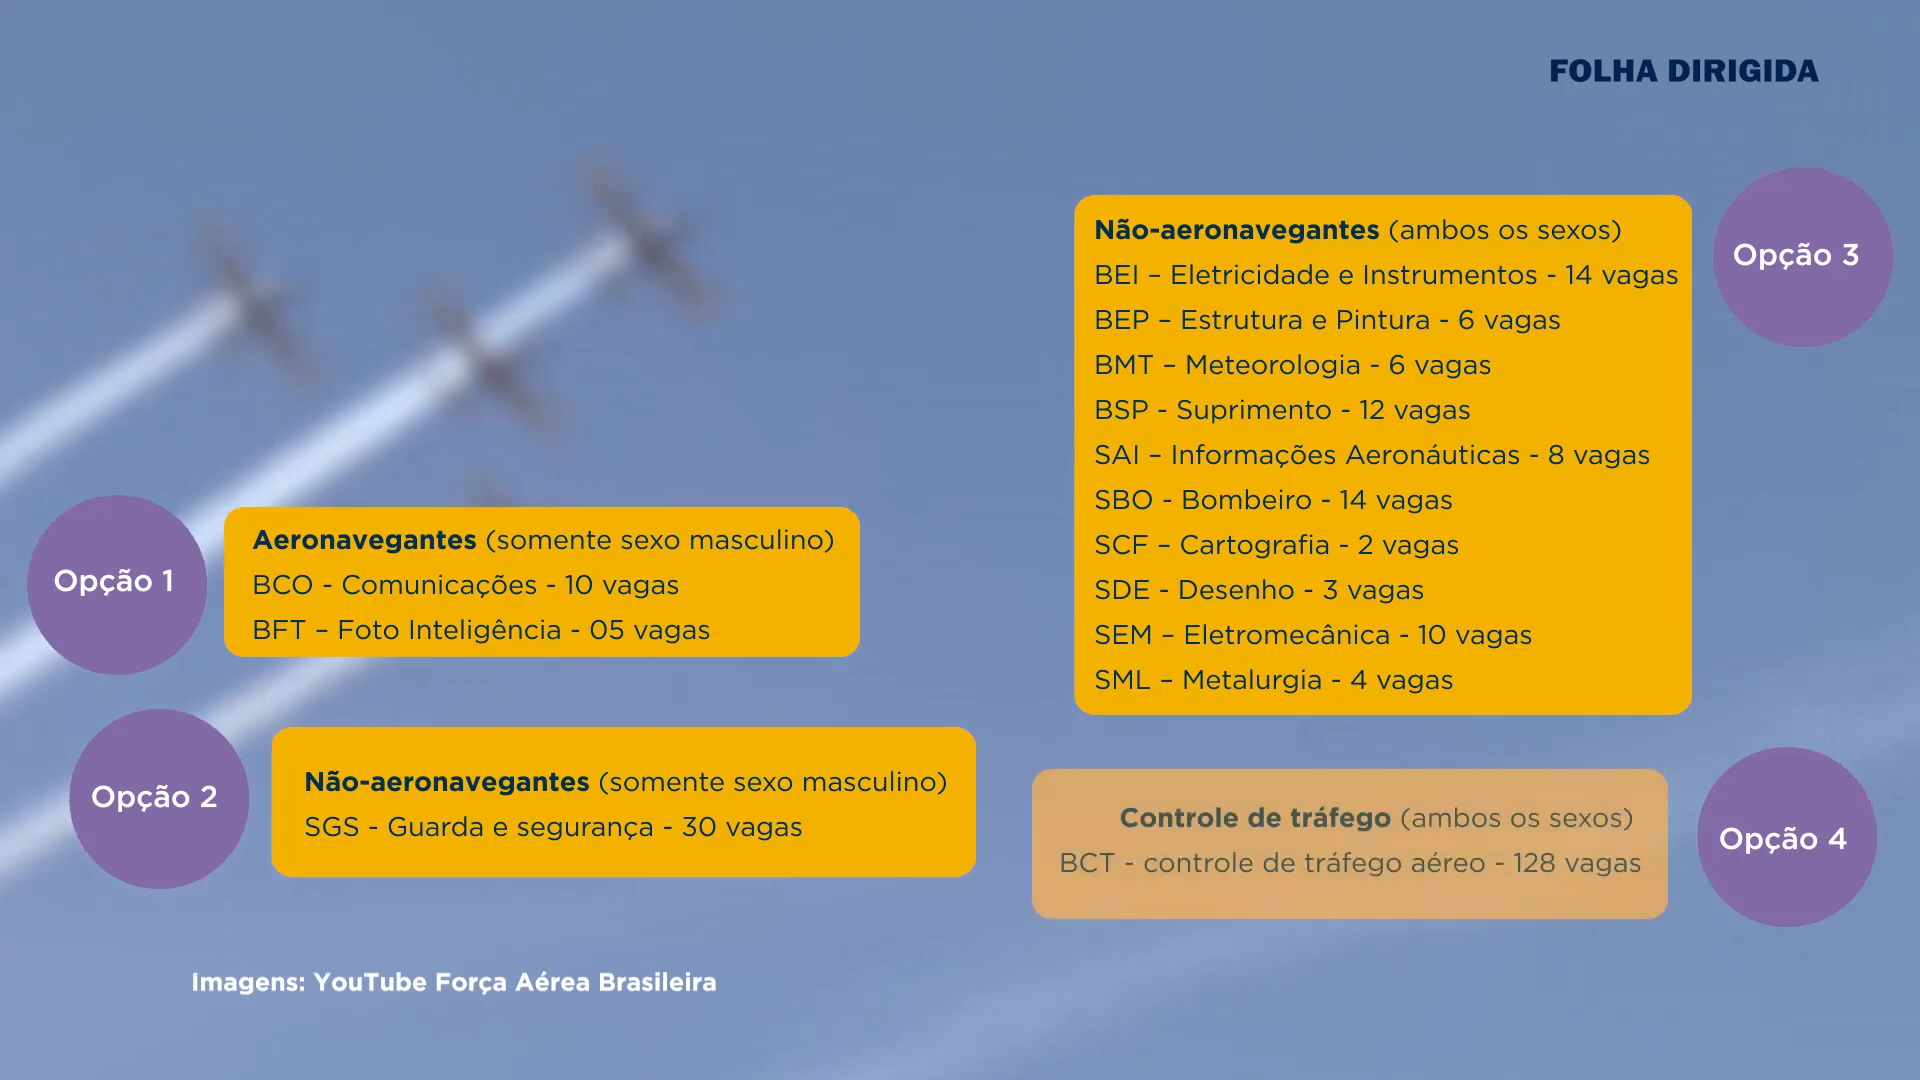 FOLHA DIRIGIDA
Opção 1
Aeronavegantes (somente sexo masculino)
BCO - Comunicações - 10 vagas
BFT – Foto Inteligência - 05 vagas
Opção 2
Não-aeronavegantes (somente sexo masculino)
SGS - Guarda e segurança - 30 vagas
Opção 3
Não-aeronavegantes (ambos os sexos)
BEI – Eletricidade e Instrumentos - 14 vagas
BEP – Estrutura e Pintura - 6 vagas
BMT – Meteorologia - 6 vagas
BSP - Suprimento - 12 vagas
SAI – Informações Aeronáuticas - 8 vagas
SBO - Bombeiro - 14 vagas
SCF – Cartografia - 2 vagas
SDE - Desenho - 3 vagas
SEM – Eletromecânica - 10 vagas
SML – Metalurgia - 4 vagas
Opção 4
Controle de tráfego (ambos os sexos)
BCT - controle de tráfego aéreo - 128 vagas
Imagens: YouTube Força Aérea Brasileira